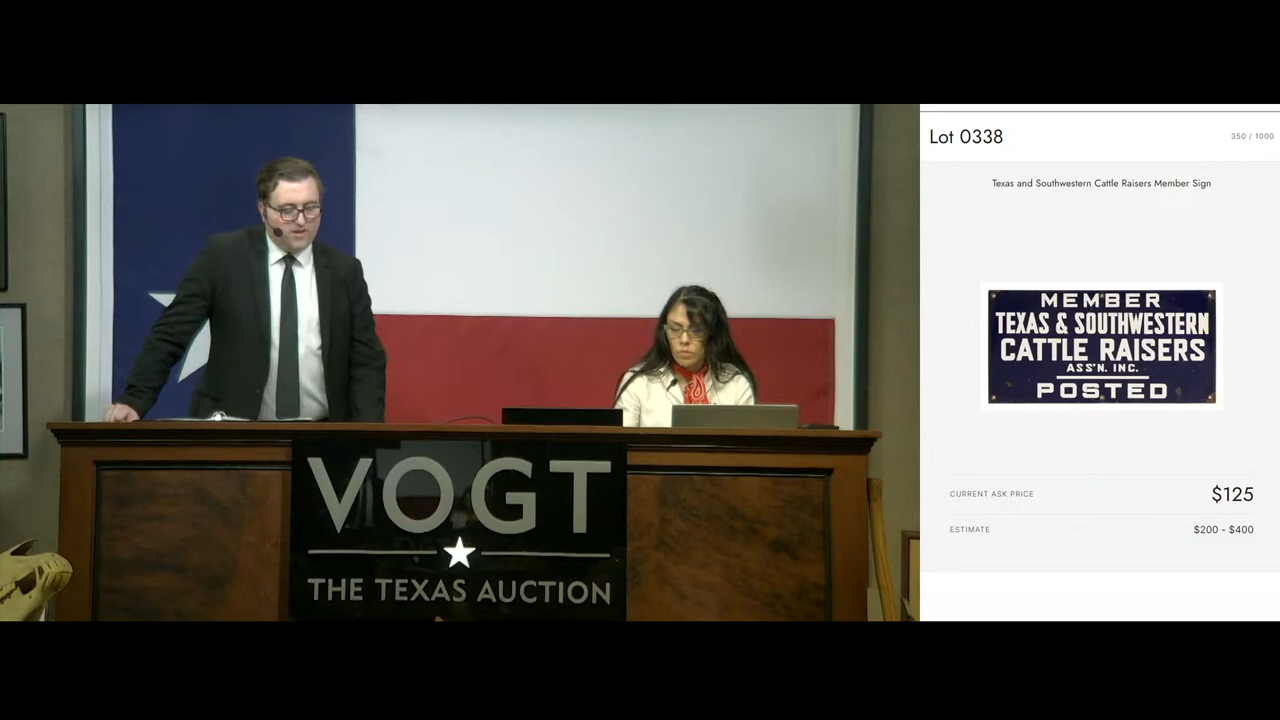 VOGT
THE TEXAS AUCTION
Lot 0338
350 / 1000
Texas and Southwestern Cattle Raisers Member Sign
MEMBER
TEXAS & SOUTHWESTERN
CATTLE RAISERS
ASS'N. INC.
POSTED
CURRENT ASK PRICE
$125
ESTIMATE
$200 - $400